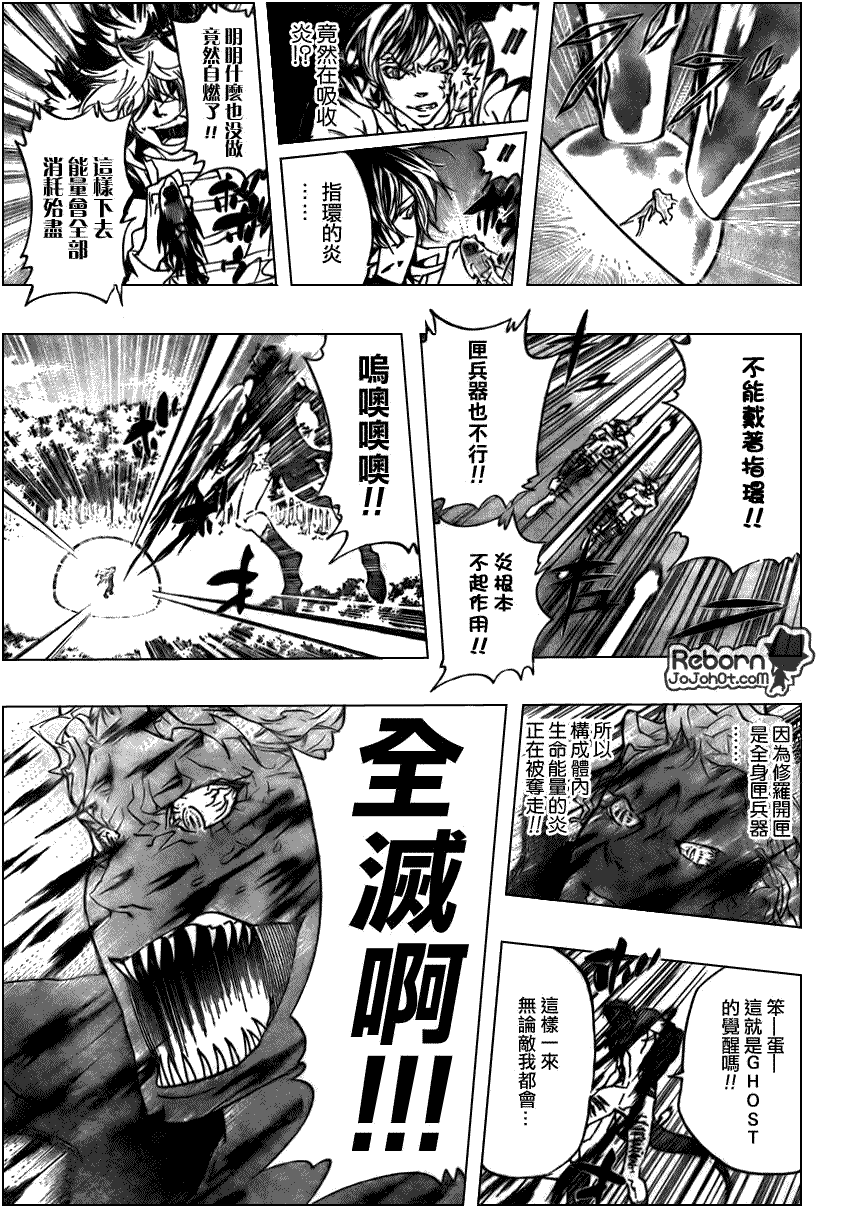 竟然在吸收
炎!?
指環的炎
……
明明什麼也没做
竟然自燃了!!
這樣下去
能量會全部
消耗殆盡
不能戴著指環!!
匣兵器也不行!!
炎根本
不起作用!!
嗚噢噢噢!!
Reborn
JoJohOt.com
因為修羅開匣
是全身匣兵器
……
所以
構成體內
生命能量的炎
正在被奪走!!
笨—蛋—
這就是GHOST
的覺醒嗎!!
這樣一來
無論敵我都會…
全滅啊!!!